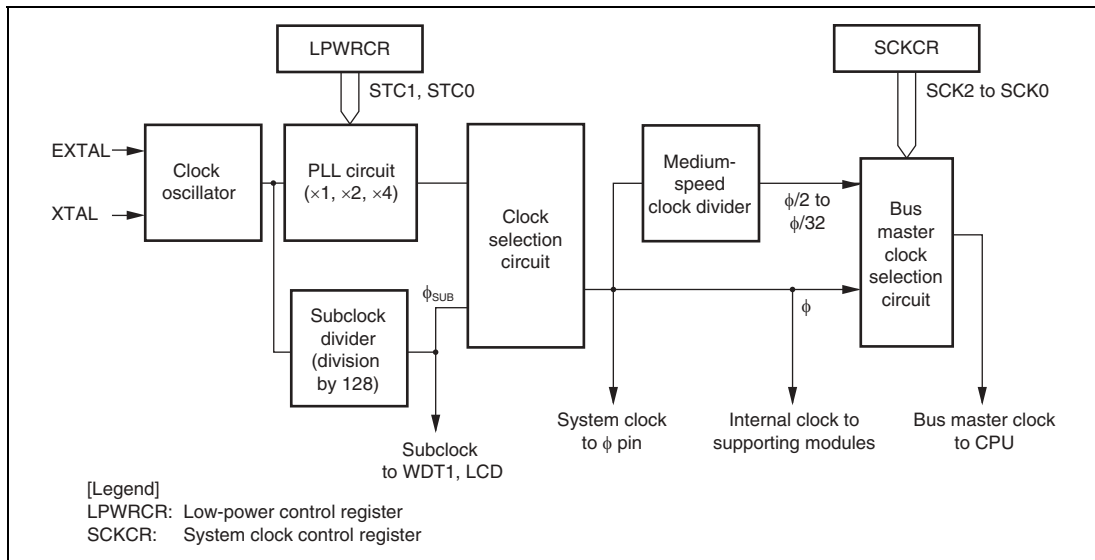 LPWRCR
SCKCR
STC1, STC0
SCK2 to SCK0
EXTAL
XTAL
Clock
oscillator
PLL circuit
(×1, ×2, ×4)
Clock
selection
circuit
Medium-
speed
clock divider
ϕ/2 to
ϕ/32
Bus
master
clock
selection
circuit
Subclock
divider
(division
by 128)
ϕSUB
ϕ
Subclock
to WDT1, LCD
System clock
to ϕ pin
Internal clock to
supporting modules
Bus master clock
to CPU
[Legend]
LPWRCR: Low-power control register
SCKCR: System clock control register